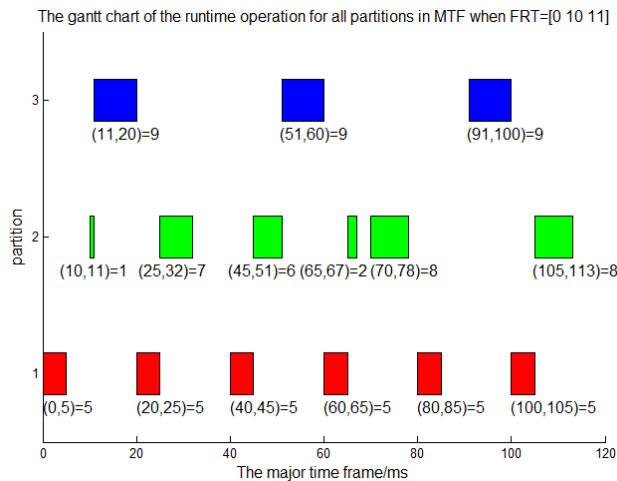 The gantt chart of the runtime operation for all partitions in MTF when FRT=[0 10 11]
3
(11,20)=9 (51,60)=9 (91,100)=9
partition
2
(10,11)=1 (25,32)=7 (45,51)=6 (65,67)=2 (70,78)=8 (105,113)=8
1
(0,5)=5 (20,25)=5 (40,45)=5 (60,65)=5 (80,85)=5 (100,105)=5
0 20 40 60 80 100 120
The major time frame/ms